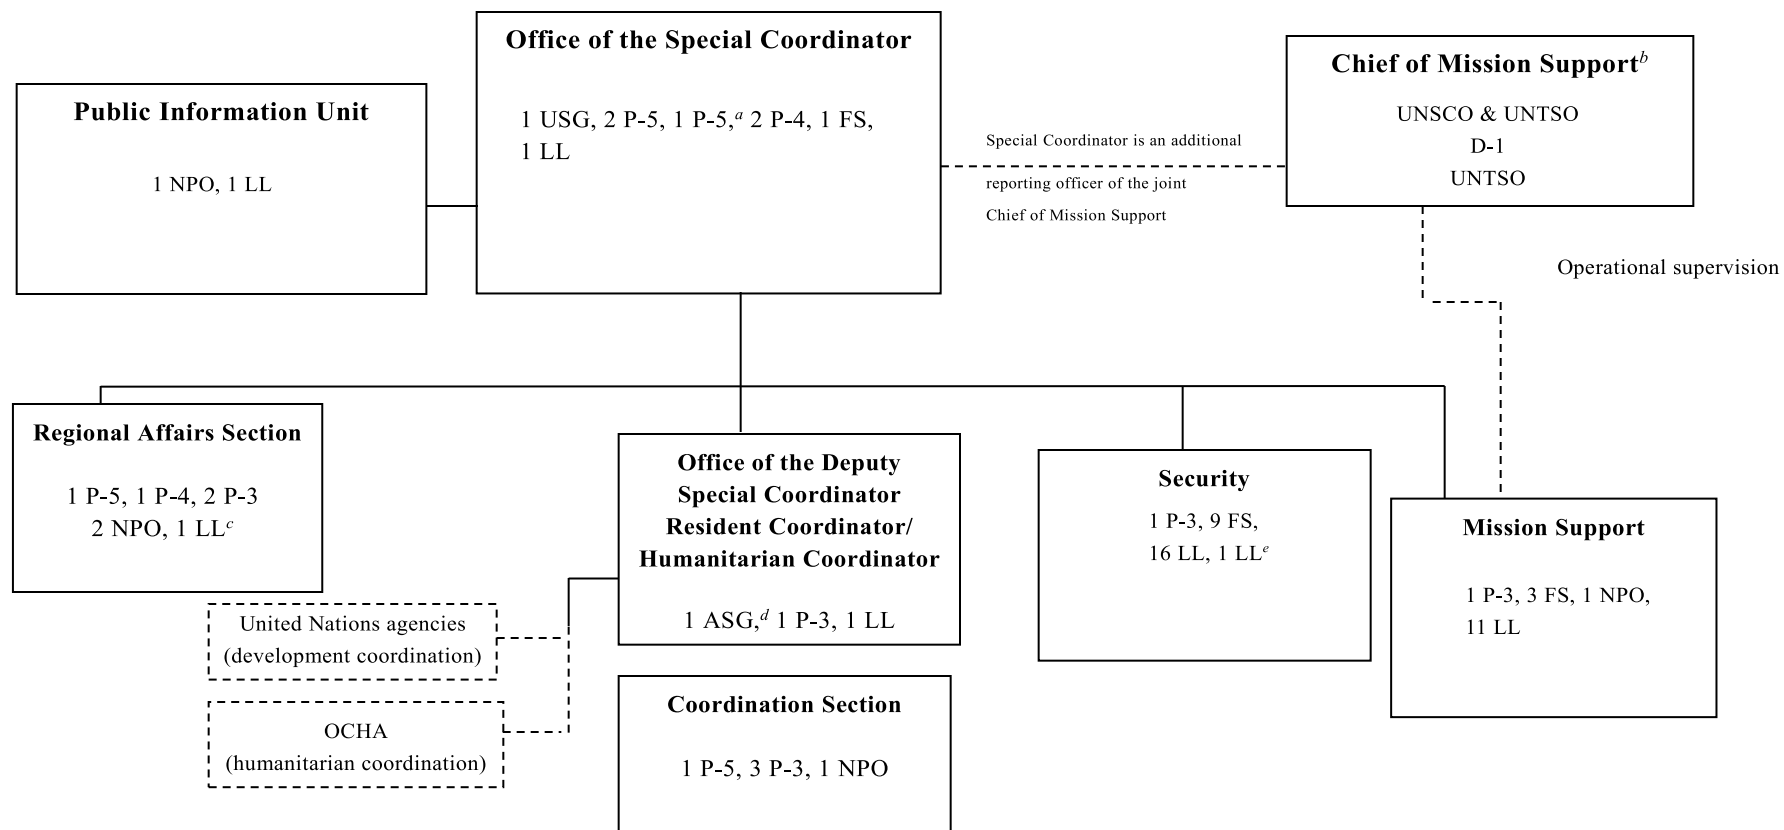 Office of the Special Coordinator
1 USG, 2 P-5, 1 P-5,ᵃ 2 P-4, 1 FS,
1 LL
Public Information Unit
1 NPO, 1 LL
Chief of Mission Supportᵇ
UNSCO & UNTSO
D-1
UNTSO
Special Coordinator is an additional
reporting officer of the joint
Chief of Mission Support
Operational supervision
Regional Affairs Section
1 P-5, 1 P-4, 2 P-3
2 NPO, 1 LLᶜ
Office of the Deputy
Special Coordinator
Resident Coordinator/
Humanitarian Coordinator
1 ASG,ᵈ 1 P-3, 1 LL
Security
1 P-3, 9 FS,
16 LL, 1 LLᵉ
Mission Support
1 P-3, 3 FS, 1 NPO,
11 LL
United Nations agencies
(development coordination)
OCHA
(humanitarian coordination)
Coordination Section
1 P-5, 3 P-3, 1 NPO